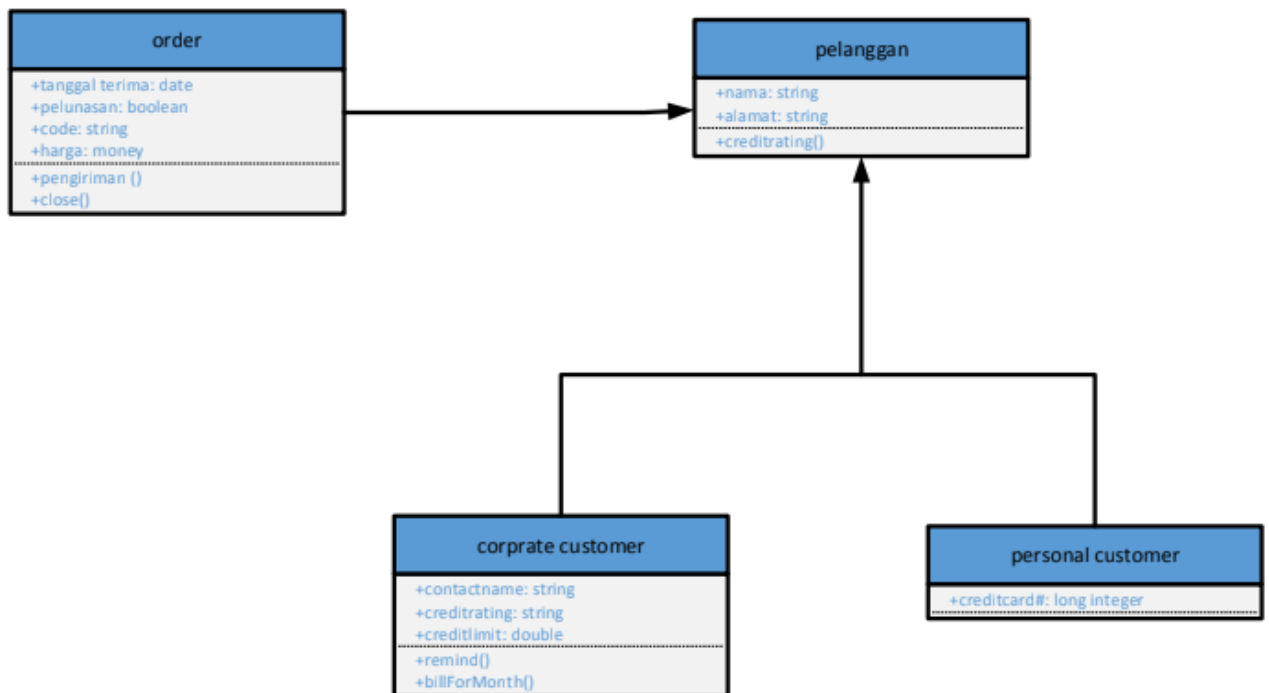 order
+tanggal terima: date
+pelunasan: boolean
+code: string
+harga: money
+pengiriman ()
+close()
pelanggan
+nama: string
+alamat: string
+creditrating()
corprate customer
+contactname: string
+creditrating: string
+creditlimit: double
+remind()
+billForMonth()
personal customer
+creditcard#: long integer